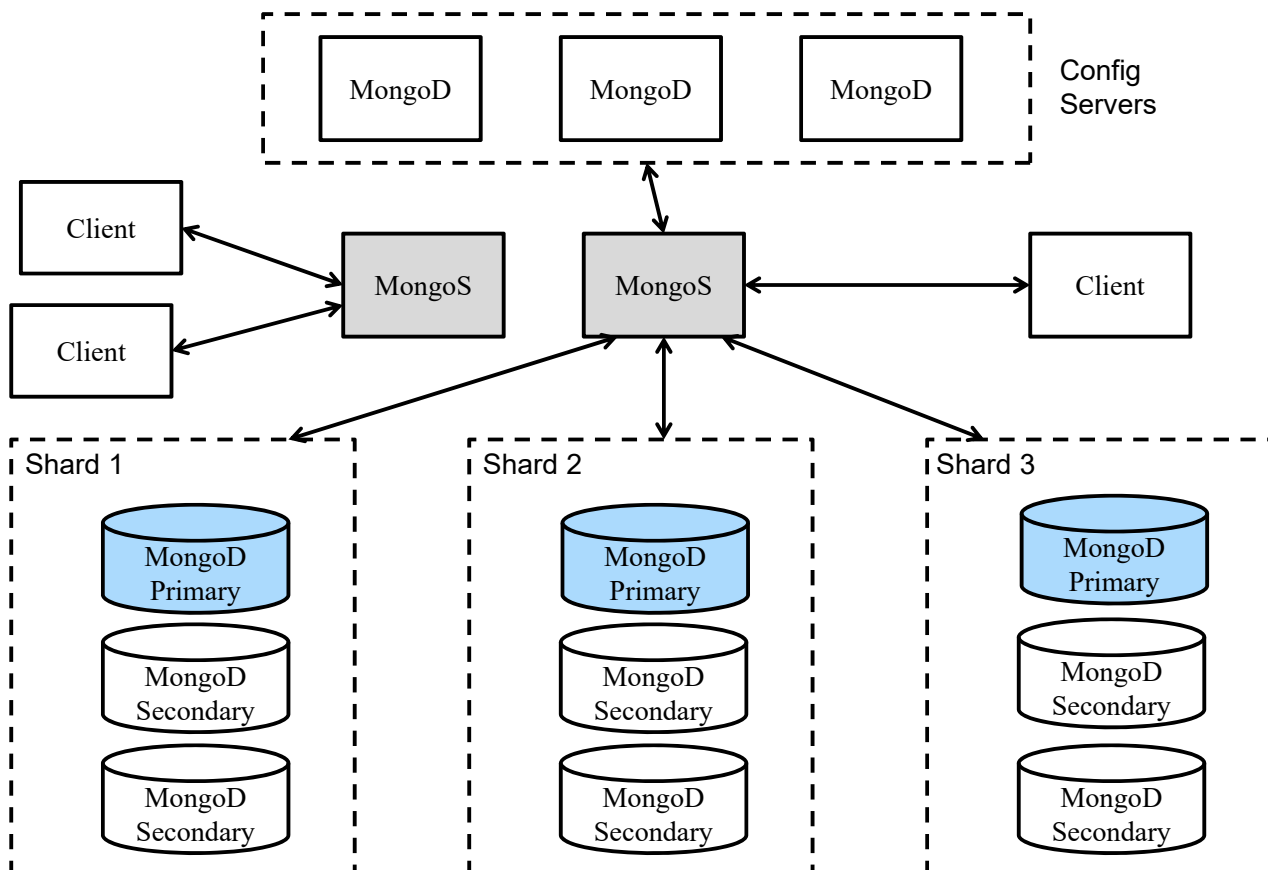 MongoD
MongoD
MongoD
Config
Servers
Client
Client
MongoS
MongoS
Client
Shard 1
MongoD
Primary
MongoD
Secondary
MongoD
Secondary
Shard 2
MongoD
Primary
MongoD
Secondary
MongoD
Secondary
Shard 3
MongoD
Primary
MongoD
Secondary
MongoD
Secondary